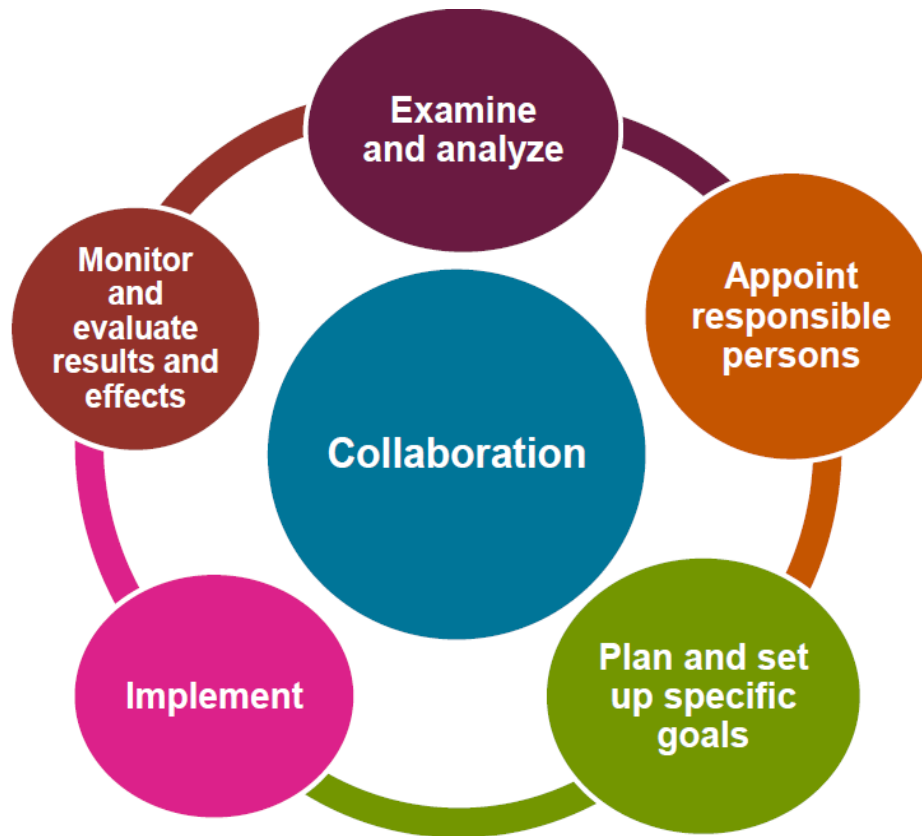 Examine
and analyze
Appoint
responsible
persons
Plan and set
up specific
goals
Implement
Monitor
and
evaluate
results and
effects
Collaboration